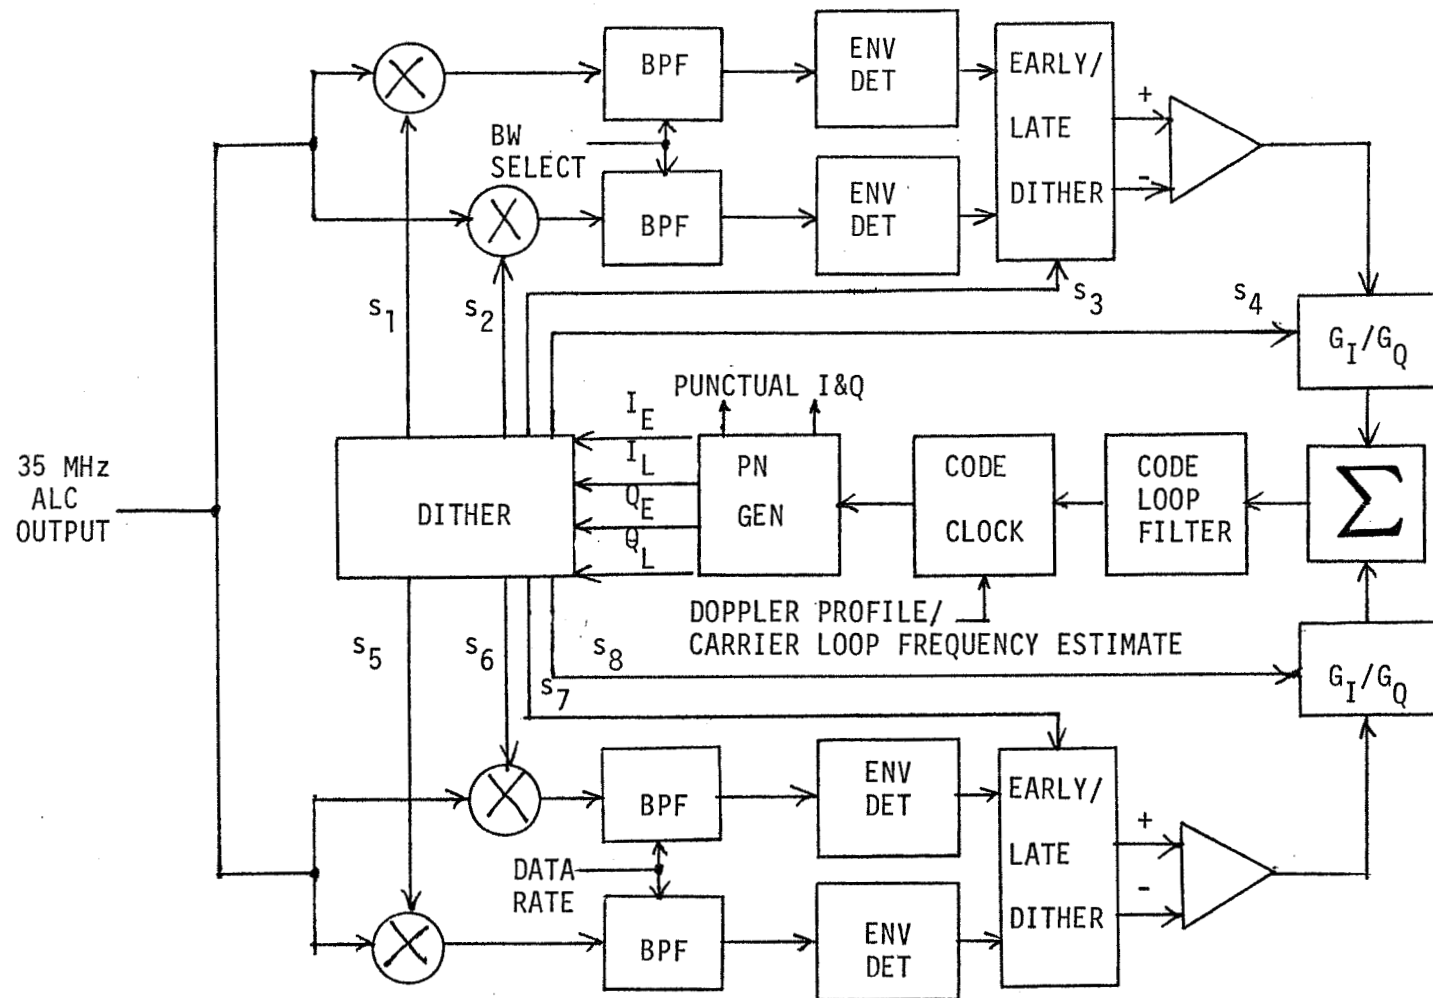 BPF
ENV
DET
EARLY/
LATE
DITHER
+
-
BW
SELECT
BPF
ENV
DET
s1
s2
s3
s4
GI/GQ
PUNCTUAL I&Q
IE
IL
QE
QL
35 MHz
ALC
OUTPUT
DITHER
PN
GEN
CODE
CLOCK
CODE
LOOP
FILTER
Σ
DOPPLER PROFILE/
CARRIER LOOP FREQUENCY ESTIMATE
s5
s6
s7
s8
GI/GQ
BPF
ENV
DET
EARLY/
LATE
DITHER
+
-
DATA
RATE
BPF
ENV
DET